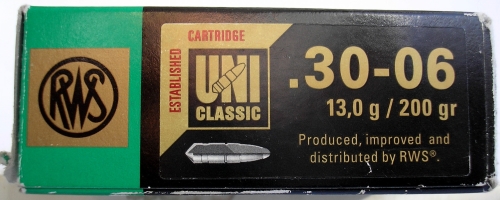 RWS
ESTABLISHED
CARTRIDGE
UNI
CLASSIC
.30-06
13,0 g / 200 gr
Produced, improved and
distributed by RWS®.